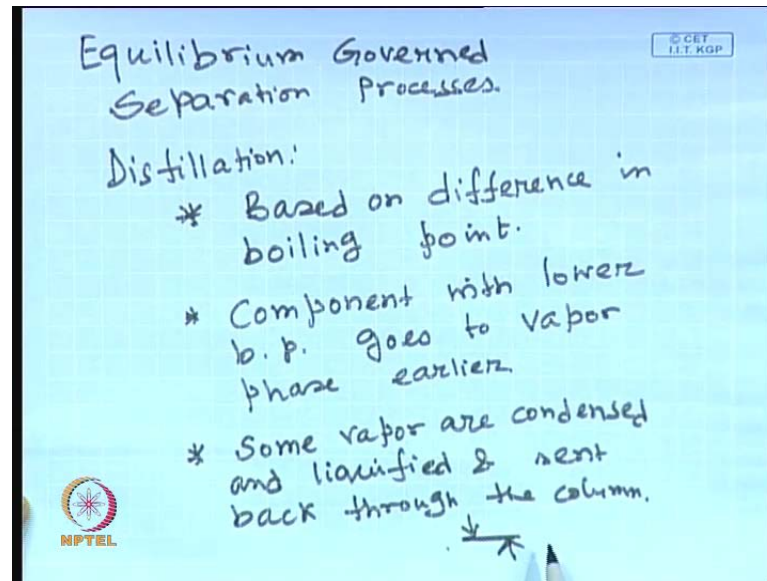 Equilibrium Governed
© CET
I.I.T. KGP
Separation Processes.
Distillation:
* Based on difference in
boiling point.
* Component with lower
b.p. goes to vapor
phase earlier.
* Some vapor are condensed
and liquified & sent
back through the column.
NPTEL